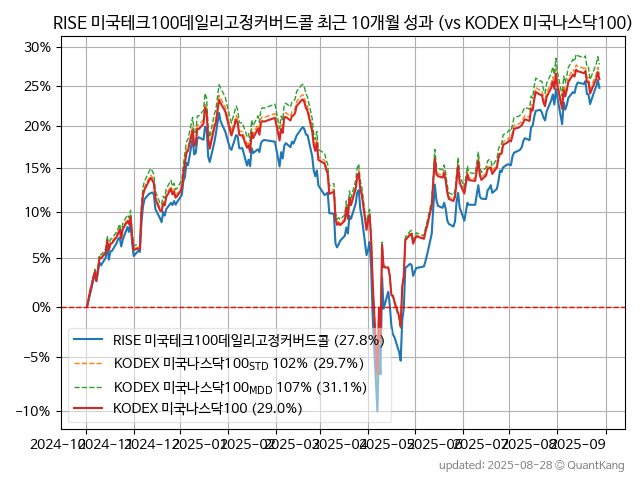 RISE 미국테크100데일리고정커버드콜 최근 10개월 성과 (vs KODEX 미국나스닥100)
30%
25%
20%
15%
10%
5%
0%
−5%
−10%
RISE 미국테크100데일리고정커버드콜 (27.8%)
KODEX 미국나스닥100STD 102% (29.7%)
KODEX 미국나스닥100MDD 107% (31.1%)
KODEX 미국나스닥100 (29.0%)
2024-10 2024-11 2024-12 2025-01 2025-02 2025-03 2025-04 2025-05 2025-06 2025-07 2025-08 2025-09
updated: 2025-08-28 © QuantKang